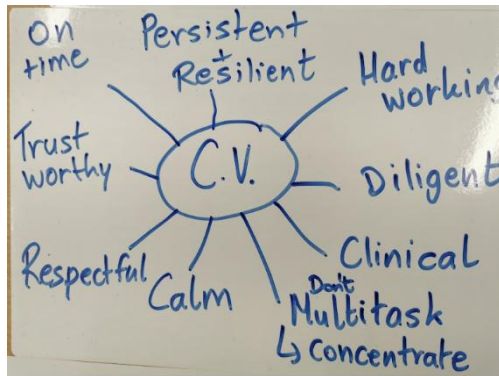 On
time
Persistent
+
Resilient
Hard
working
Trust
worthy
C.V.
Diligent
Respectful
Calm
Clinical
Don't
Multitask
↳ Concentrate